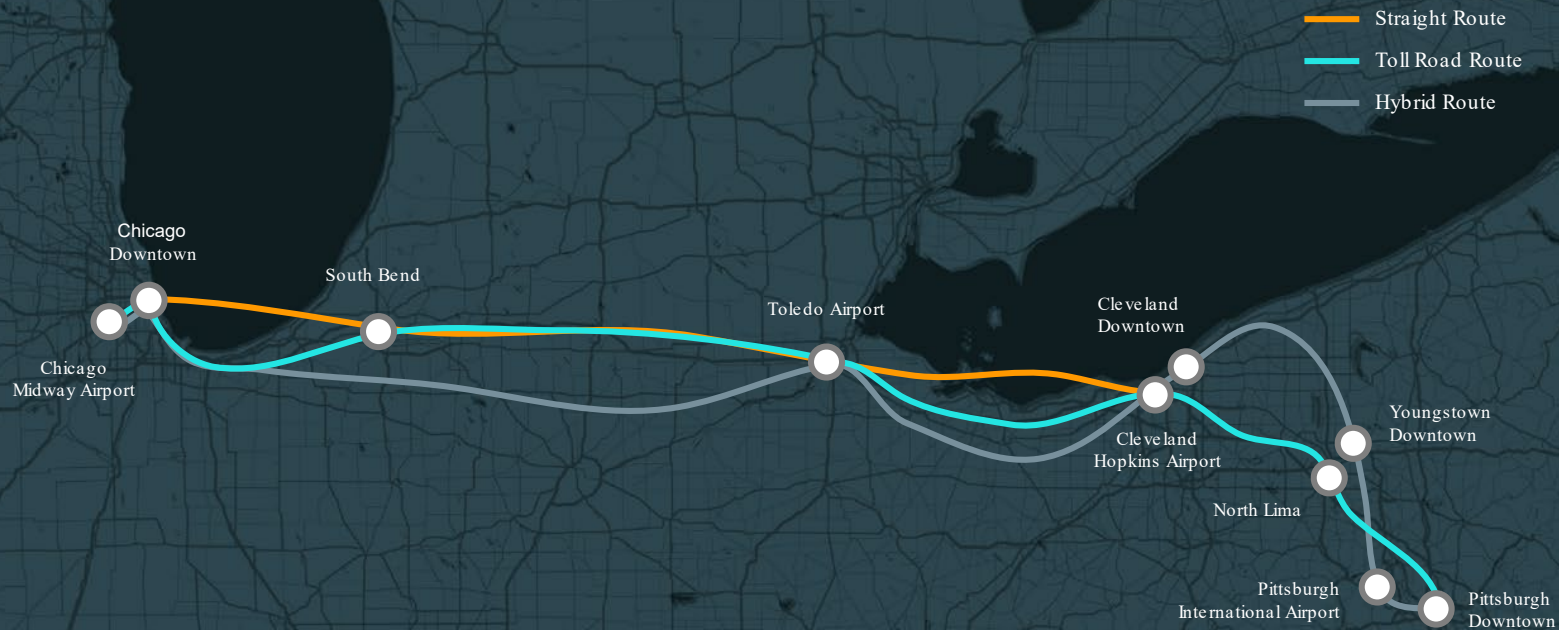 Straight Route
Toll Road Route
Hybrid Route
Chicago
Downtown
South Bend
Toledo Airport
Cleveland
Downtown
Chicago
Midway Airport
Youngstown
Downtown
Cleveland
Hopkins Airport
North Lima
Pittsburgh
International Airport
Pittsburgh
Downtown